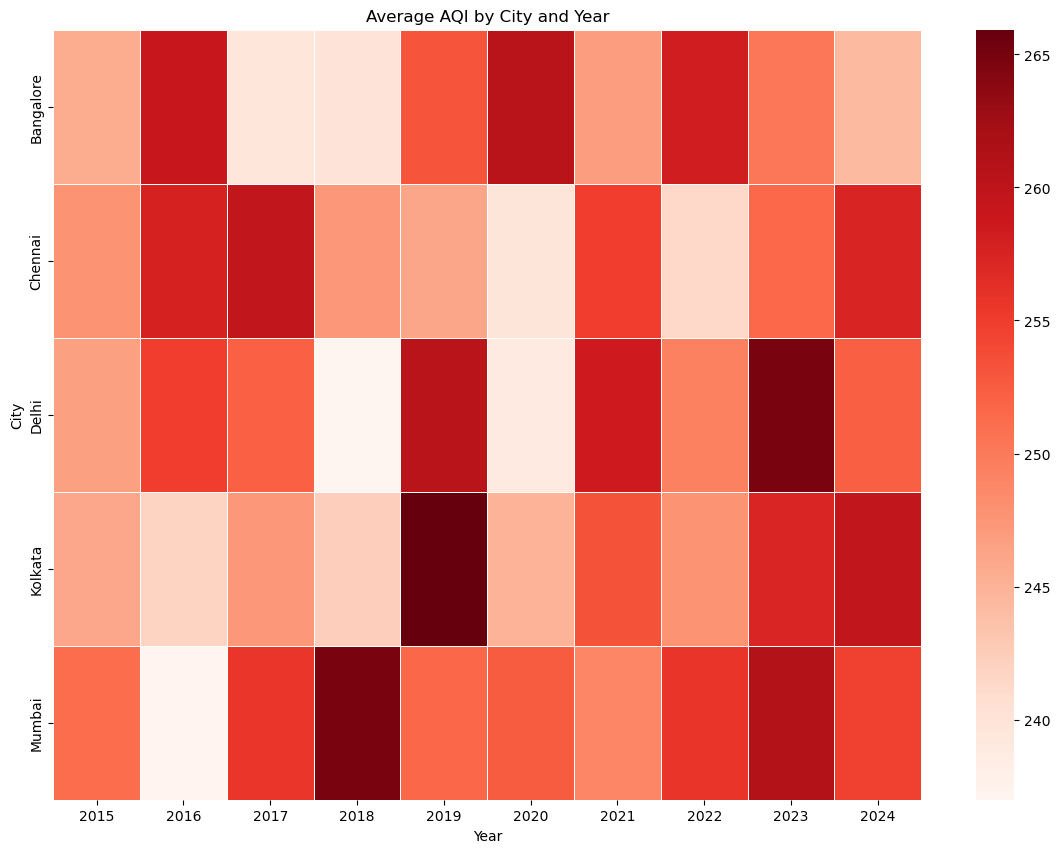 Average AQI by City and Year
City
Bangalore
Chennai
Delhi
Kolkata
Mumbai
2015 2016 2017 2018 2019 2020 2021 2022 2023 2024
Year
265
260
255
250
245
240